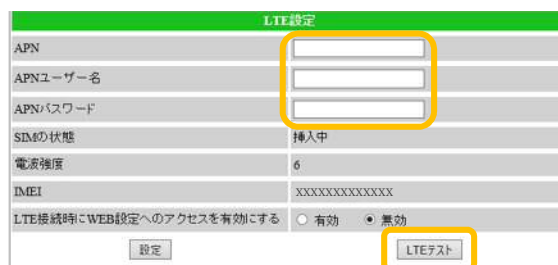 LTE設定
APN
APNユーザー名
APNパスワード
SIMの状態 挿入中
電波強度 6
IMEI XXXXXXXXXXXXX
LTE接続時にWEB設定へのアクセスを有効にする 有効 無効
設定 LTEテスト